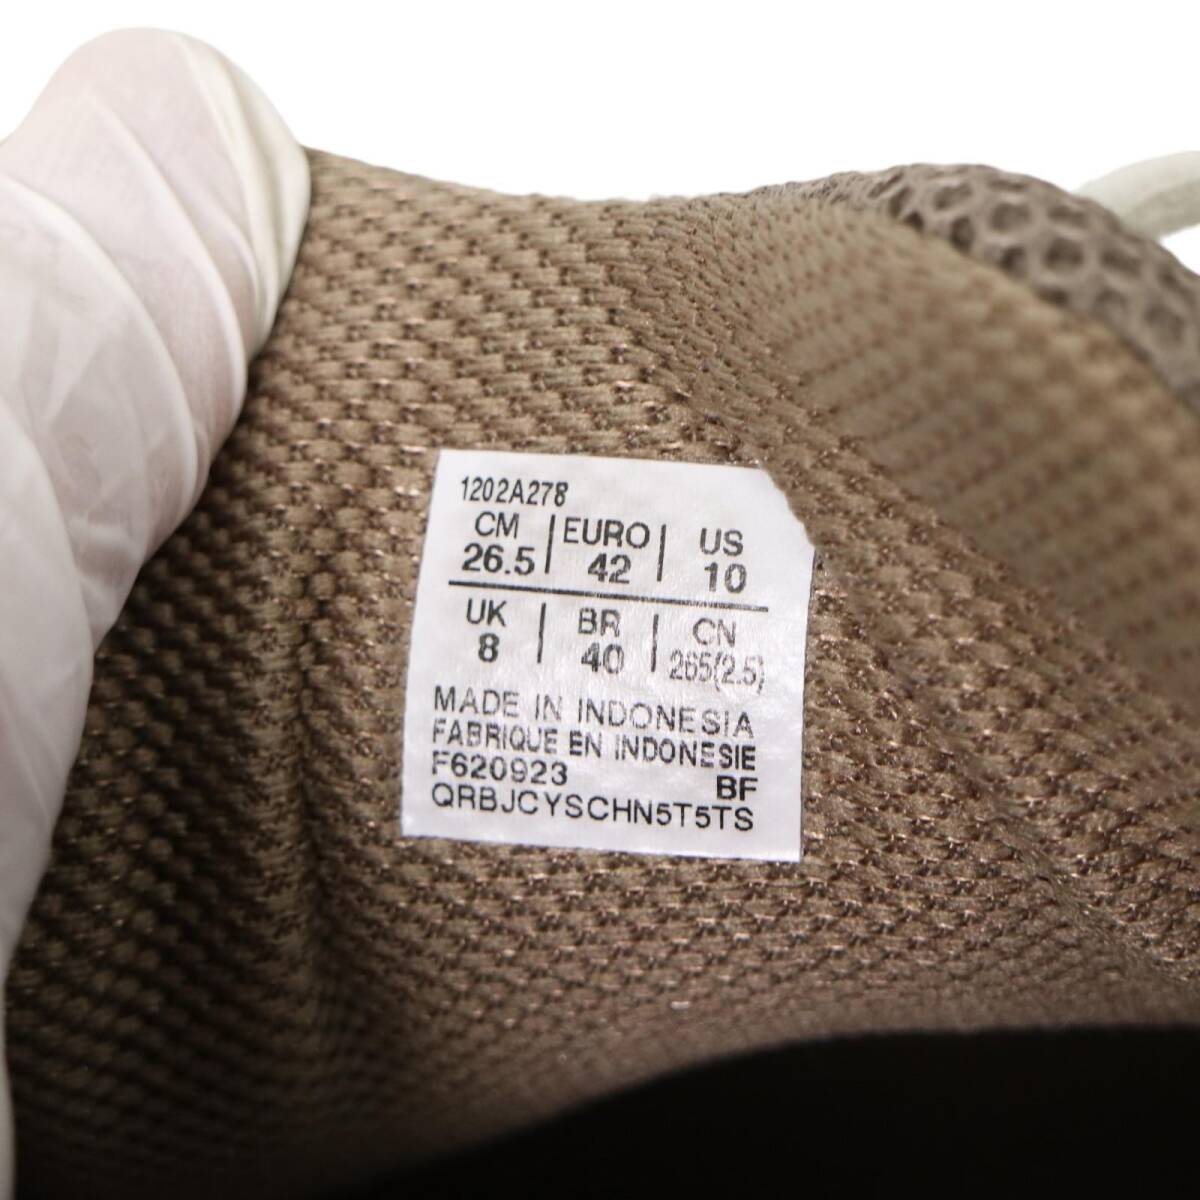 1202A278
CM | EURO | US
26.5 | 42 | 10
UK | BR | CN
8 | 40 | 265(2.5)
MADE IN INDONESIA
FABRIQUE EN INDONESIE
F620923 BF
QRBJCYSCHN5T5TS